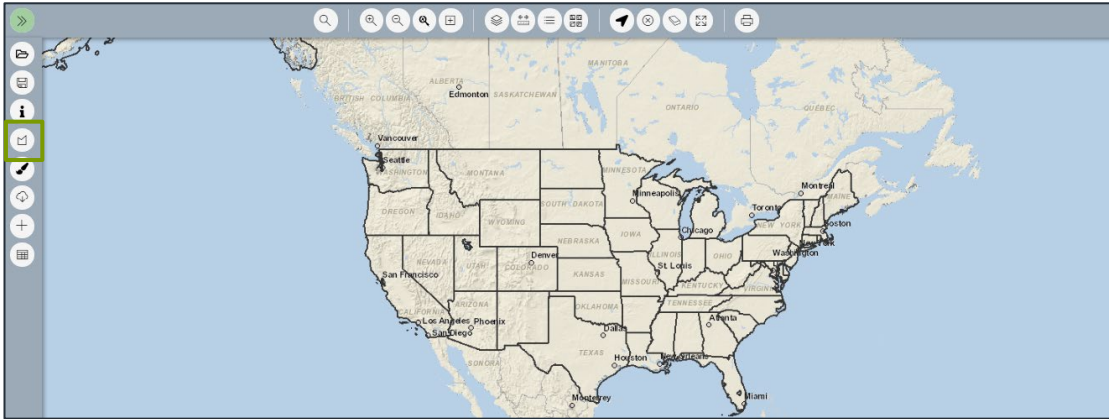 MANITOBA
ALBERTA
Edmonton
SASKATCHEWAN
BRITISH COLUMBIA
ONTARIO
QUEBEC
Vancouver
Seattle
WASHINGTON
MONTANA
MINNESOTA
Montreal
MAINE
Minneapolis
OREGON
IDAHO
WYOMING
SOUTH DAKOTA
Toronto
NEW YORK
Boston
Chicago
IOWA
New York
NEBRASKA
Washington
Denver
NEVADA
UTAH
COLORADO
ILLINOIS
OHIO
San Francisco
KANSAS
St. Louis
MISSOURI
KENTUCKY
VIRGINIA
CALIFORNIA
ARIZONA
OKLAHOMA
TENNESSEE
Los Angeles
Phoenix
Atlanta
San Diego
Dallas
TEXAS
SONORA
Houston
New Orleans
Monterrey
Miami